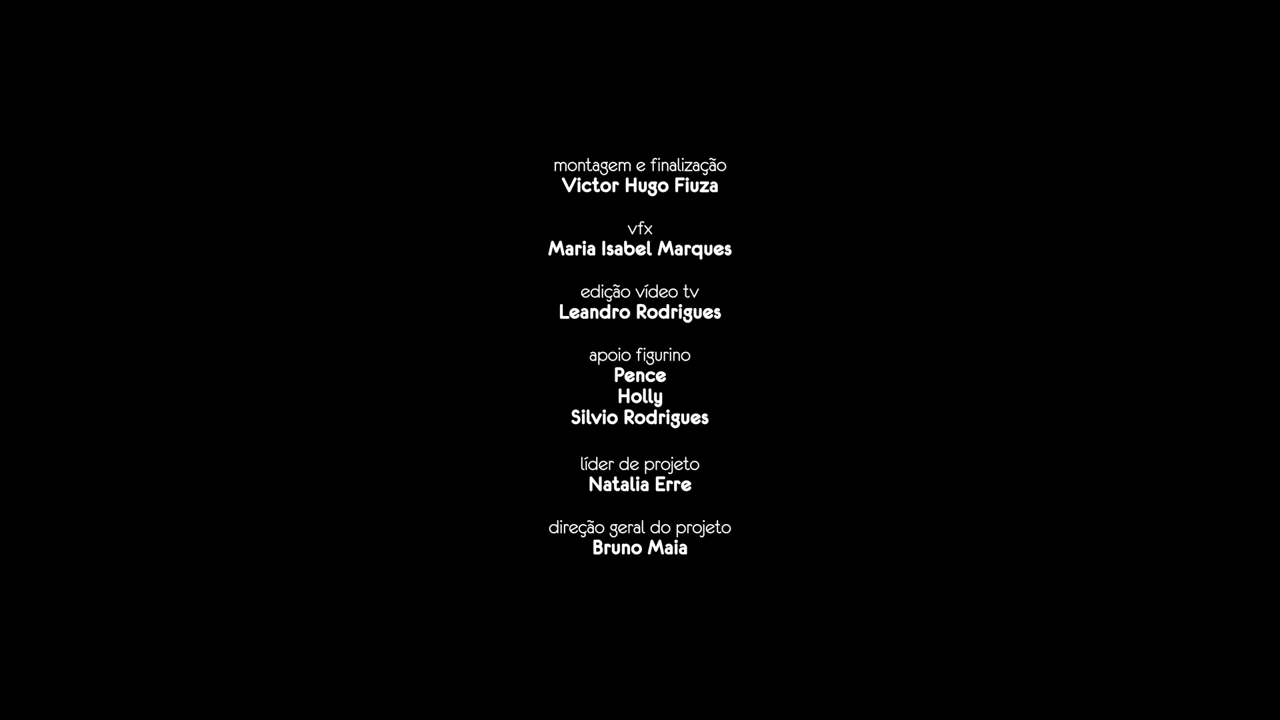 montagem e finalização
Victor Hugo Fiuza
vfx
Maria Isabel Marques
edição vídeo tv
Leandro Rodrigues
apoio figurino
Pence
Holly
Silvio Rodrigues
líder de projeto
Natalia Erre
direção geral do projeto
Bruno Maia